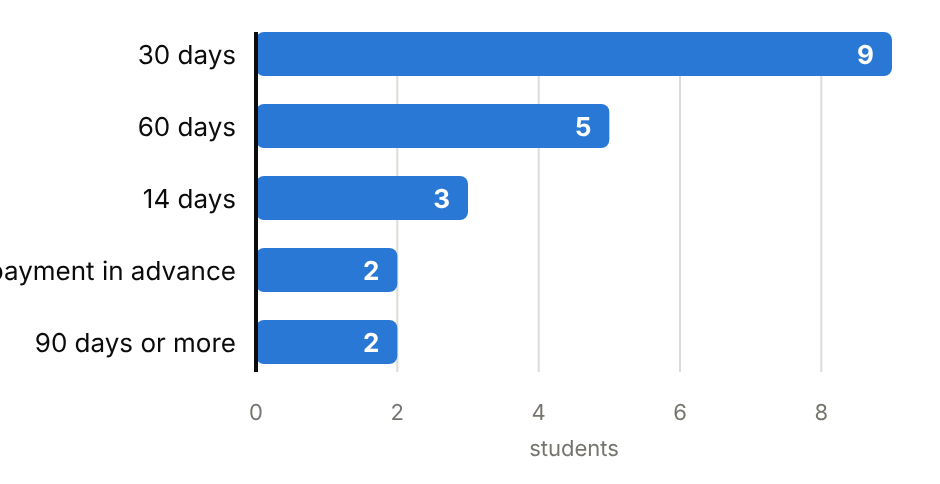 30 days 9
60 days 5
14 days 3
payment in advance 2
90 days or more 2
0 2 4 6 8
students